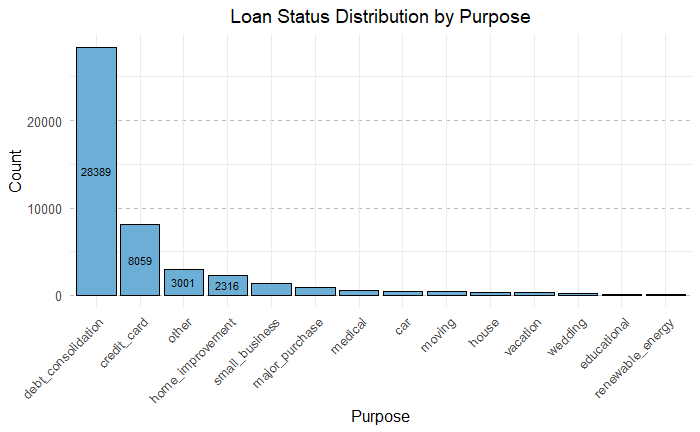 Loan Status Distribution by Purpose
Count
20000
10000
0
28389
8059
3001
2316
debt_consolidation
credit_card
other
home_improvement
small_business
major_purchase
medical
car
moving
house
vacation
wedding
educational
renewable_energy
Purpose